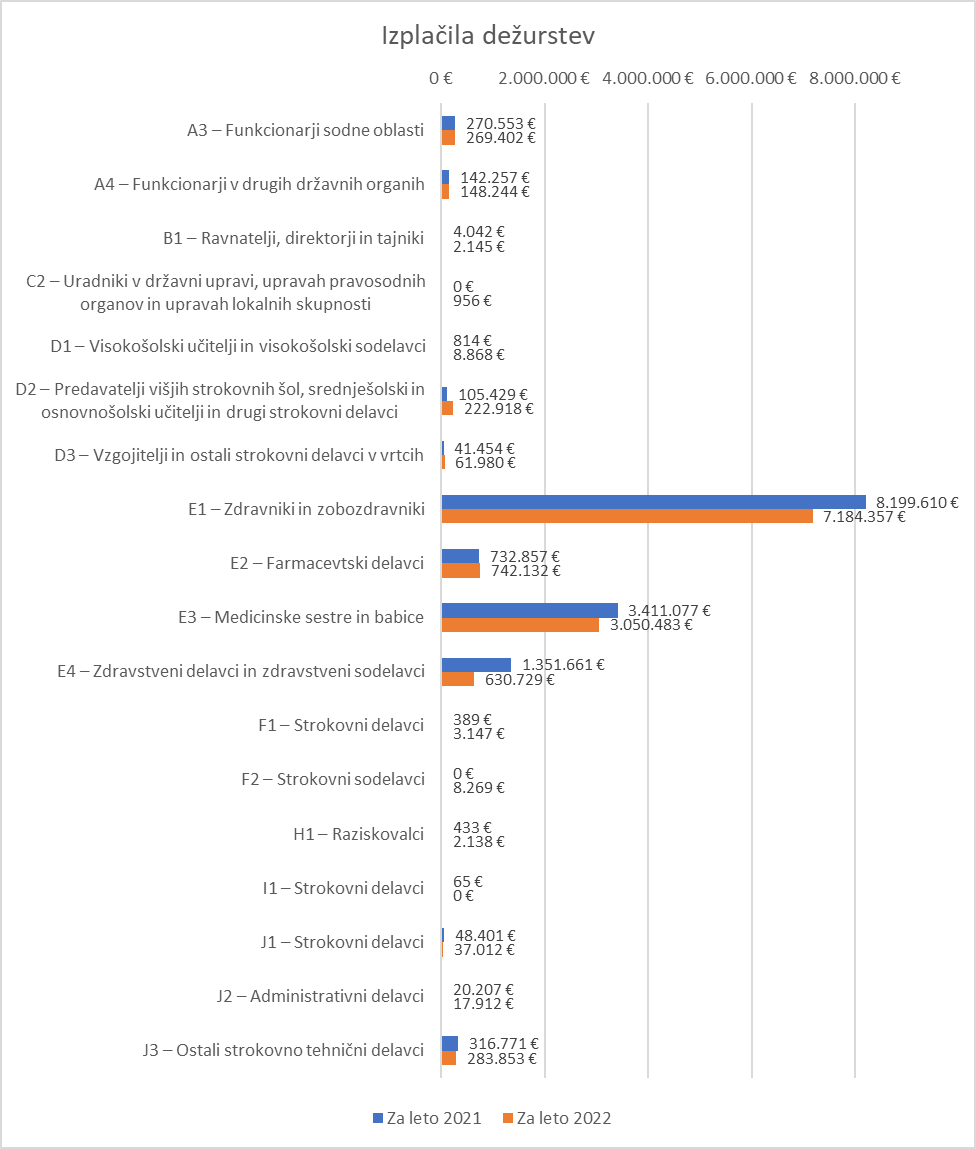 Izplačila dežurstev
0 €
2.000.000 €
4.000.000 €
6.000.000 €
8.000.000 €
A3 – Funkcionarji sodne oblasti
270.553 €
269.402 €
A4 – Funkcionarji v drugih državnih organih
142.257 €
148.244 €
B1 – Ravnatelji, direktorji in tajniki
4.042 €
2.145 €
C2 – Uradniki v državni upravi, upravah pravosodnih
organov in upravah lokalnih skupnosti
0 €
956 €
D1 – Visokošolski učitelji in visokošolski sodelavci
814 €
8.868 €
D2 – Predavatelji višjih strokovnih šol, srednješolski in
osnovnošolski učitelji in drugi strokovni delavci
105.429 €
222.918 €
D3 – Vzgojitelji in ostali strokovni delavci v vrtcih
41.454 €
61.980 €
E1 – Zdravniki in zobozdravniki
8.199.610 €
7.184.357 €
E2 – Farmacevtski delavci
732.857 €
742.132 €
E3 – Medicinske sestre in babice
3.411.077 €
3.050.483 €
E4 – Zdravstveni delavci in zdravstveni sodelavci
1.351.661 €
630.729 €
F1 – Strokovni delavci
389 €
3.147 €
F2 – Strokovni sodelavci
0 €
8.269 €
H1 – Raziskovalci
433 €
2.138 €
I1 – Strokovni delavci
65 €
0 €
J1 – Strokovni delavci
48.401 €
37.012 €
J2 – Administrativni delavci
20.207 €
17.912 €
J3 – Ostali strokovno tehnični delavci
316.771 €
283.853 €
Za leto 2021
Za leto 2022